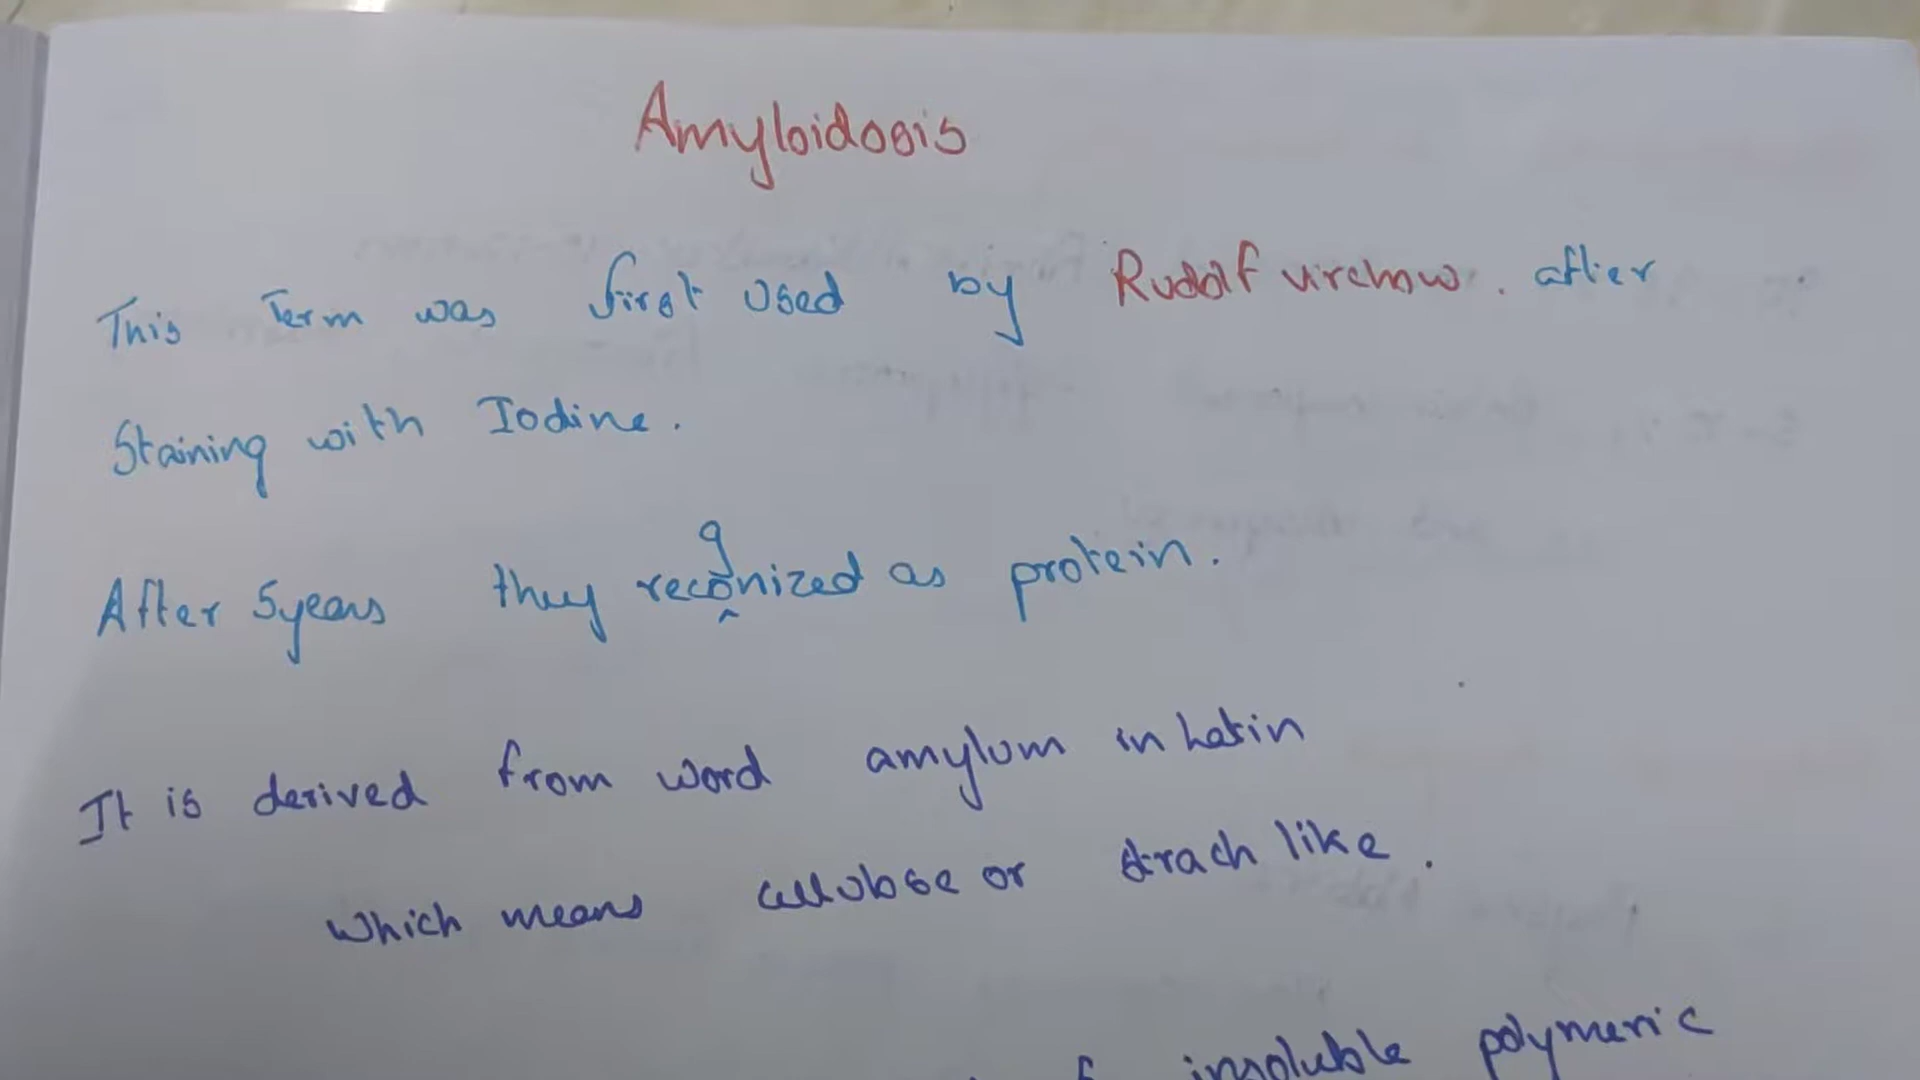 Amyloidosis
This Term was first used by Rudolf virchow. after
Staining with Iodine.
After 5years they recognized as protein.
It is derived from word amylum in Latin
which means cellulose or strach like.
insoluble polymeric